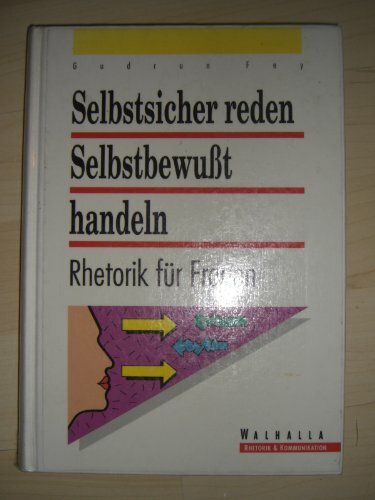 Gudrun Fey
Selbstsicher reden
Selbstbewußt
handeln
Rhetorik für Frauen
WALHALLA
RHETORIK & KOMMUNIKATION